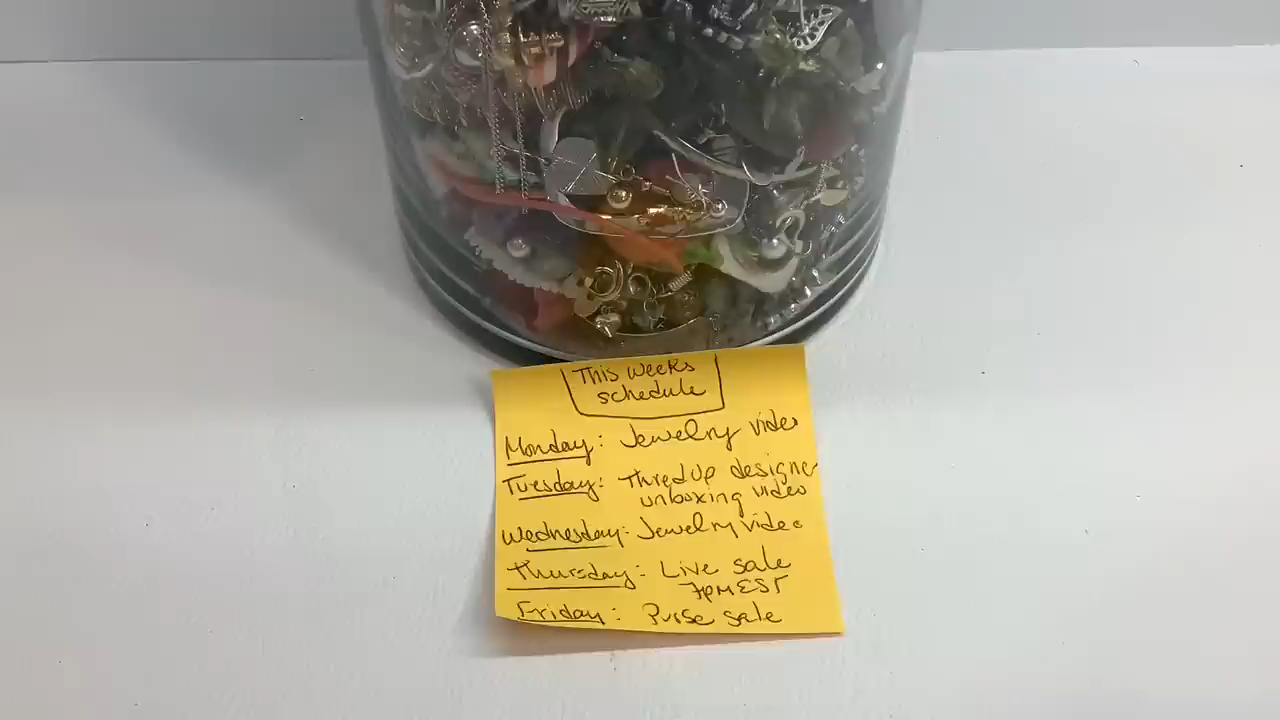 This weeks
schedule
Monday: Jewelry video
Tuesday: ThredUp designer
unboxing video
Wednesday: Jewelry video
Thursday: Live sale
7pm EST
Friday: Purse sale